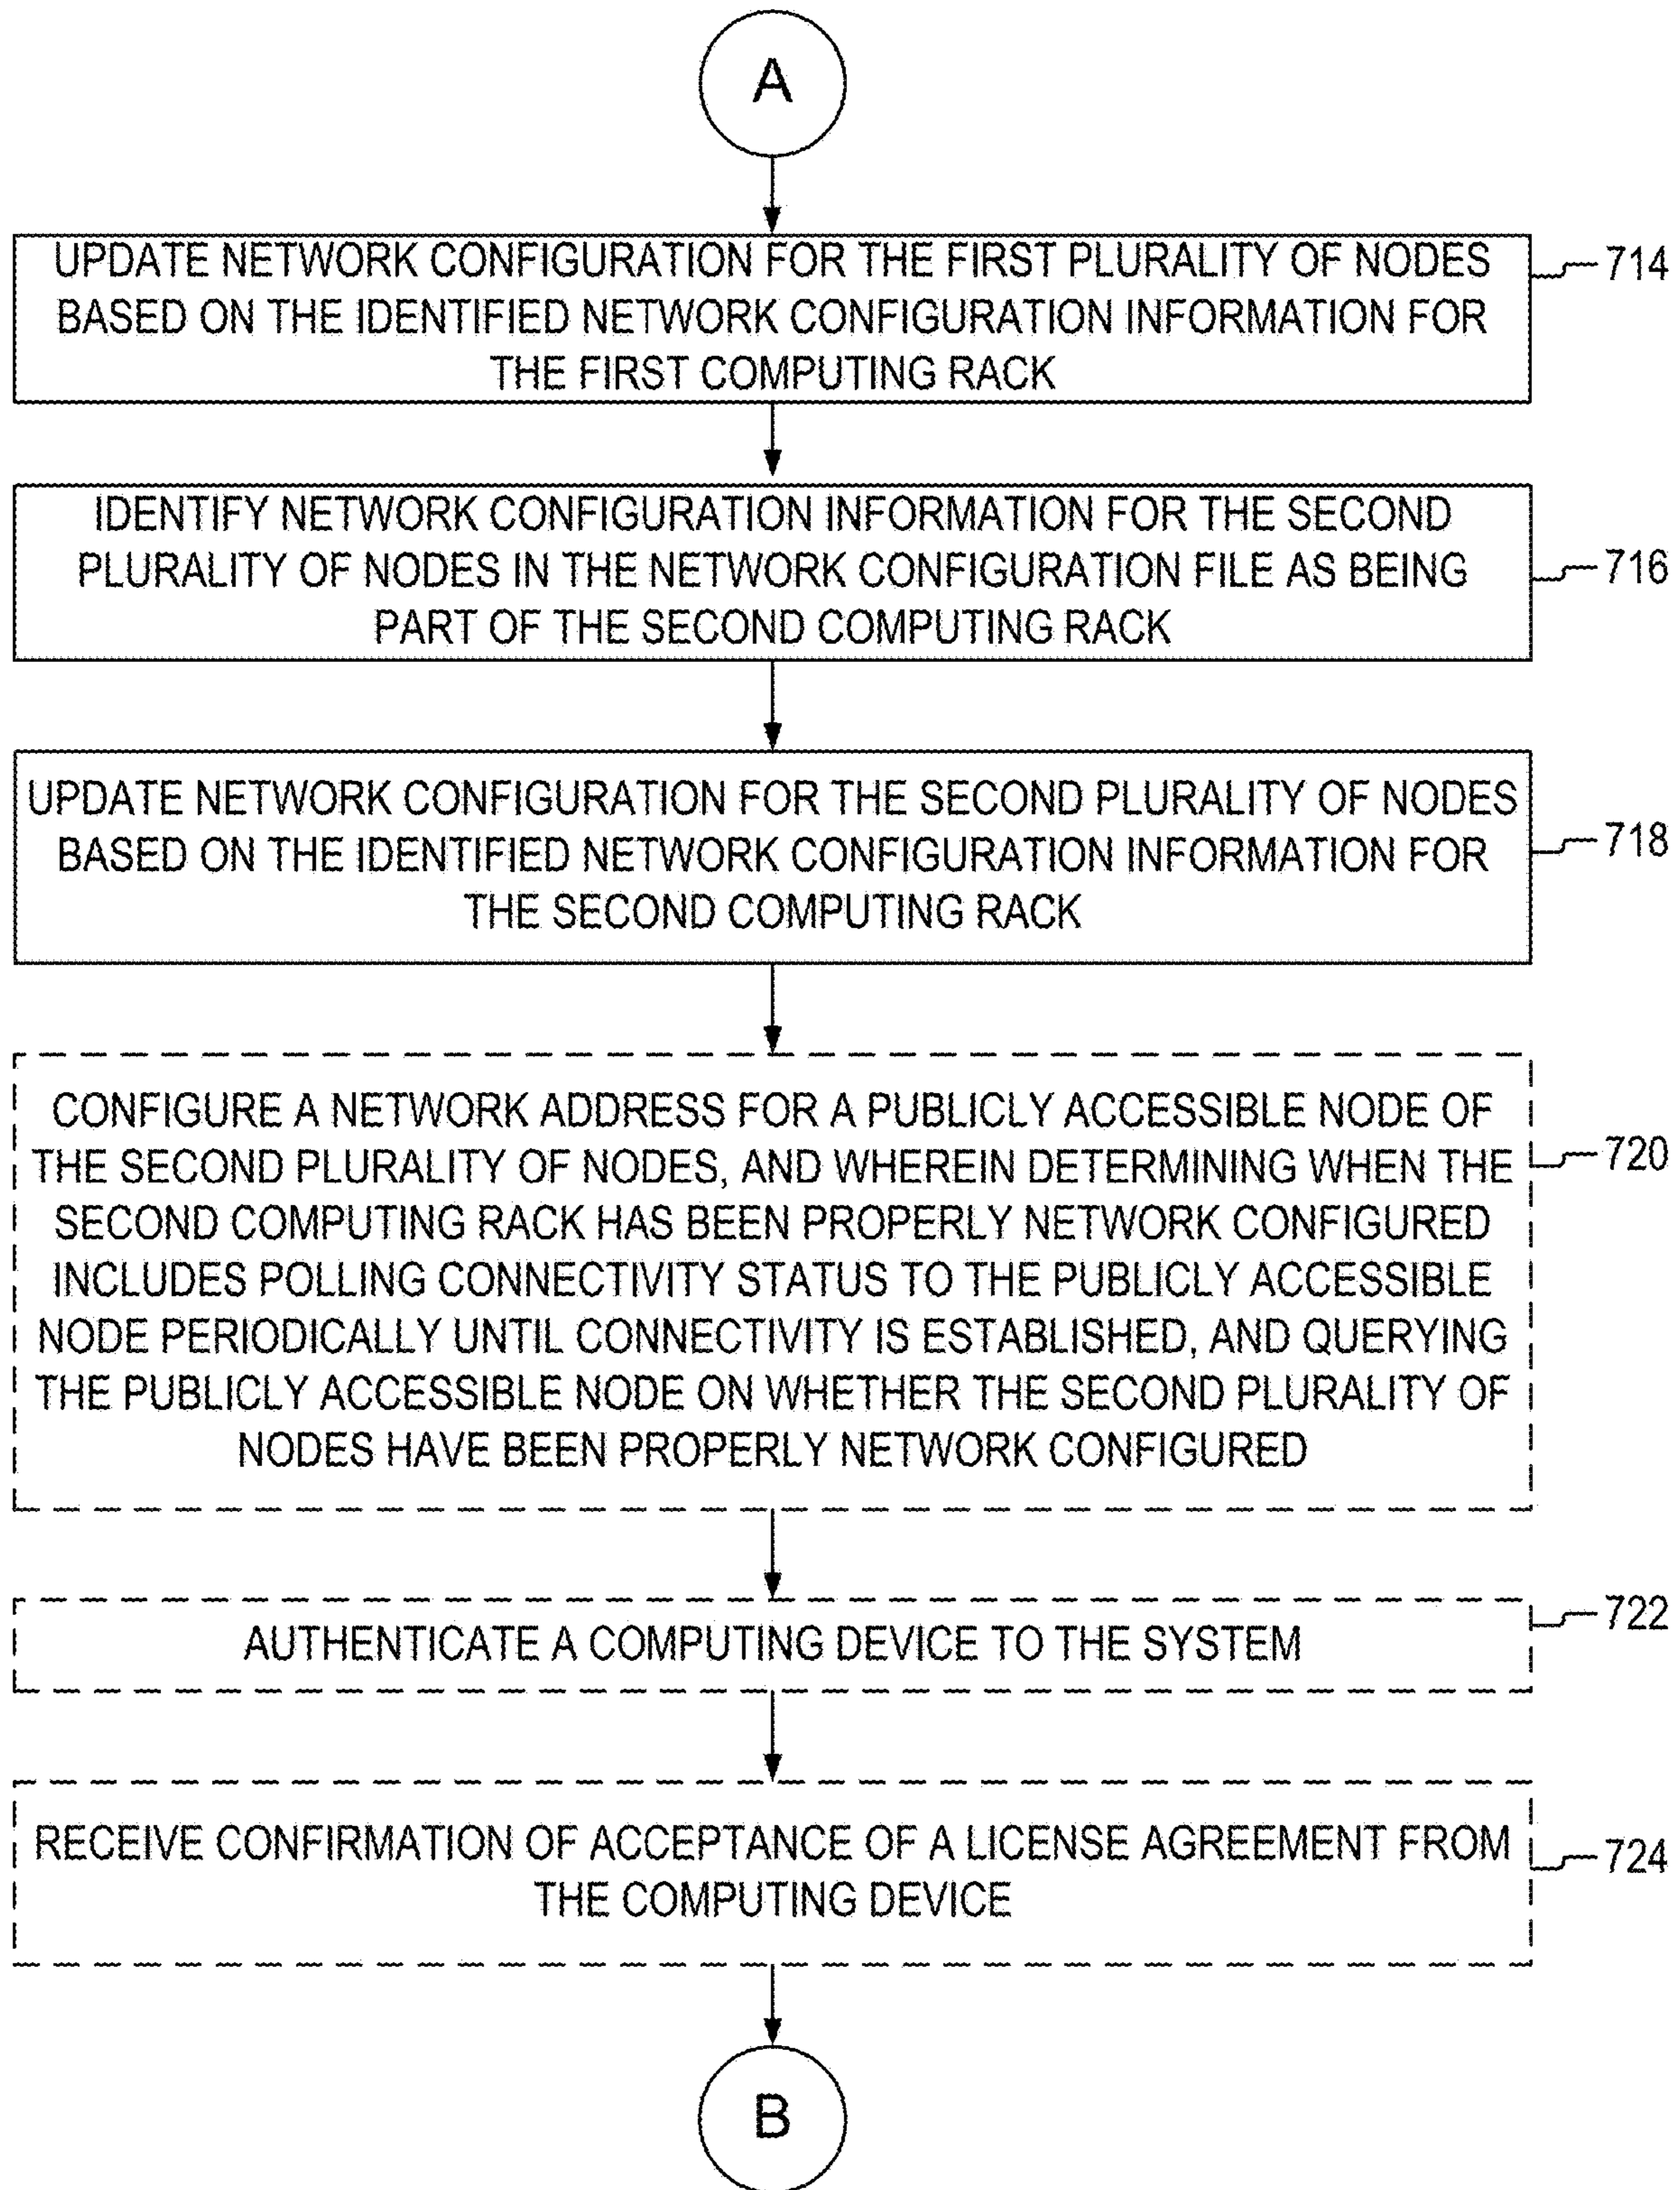 A
UPDATE NETWORK CONFIGURATION FOR THE FIRST PLURALITY OF NODES
BASED ON THE IDENTIFIED NETWORK CONFIGURATION INFORMATION FOR
THE FIRST COMPUTING RACK
714
IDENTIFY NETWORK CONFIGURATION INFORMATION FOR THE SECOND
PLURALITY OF NODES IN THE NETWORK CONFIGURATION FILE AS BEING
PART OF THE SECOND COMPUTING RACK
716
UPDATE NETWORK CONFIGURATION FOR THE SECOND PLURALITY OF NODES
BASED ON THE IDENTIFIED NETWORK CONFIGURATION INFORMATION FOR
THE SECOND COMPUTING RACK
718
CONFIGURE A NETWORK ADDRESS FOR A PUBLICLY ACCESSIBLE NODE OF
THE SECOND PLURALITY OF NODES, AND WHEREIN DETERMINING WHEN THE
SECOND COMPUTING RACK HAS BEEN PROPERLY NETWORK CONFIGURED
INCLUDES POLLING CONNECTIVITY STATUS TO THE PUBLICLY ACCESSIBLE
NODE PERIODICALLY UNTIL CONNECTIVITY IS ESTABLISHED, AND QUERYING
THE PUBLICLY ACCESSIBLE NODE ON WHETHER THE SECOND PLURALITY OF
NODES HAVE BEEN PROPERLY NETWORK CONFIGURED
720
AUTHENTICATE A COMPUTING DEVICE TO THE SYSTEM
722
RECEIVE CONFIRMATION OF ACCEPTANCE OF A LICENSE AGREEMENT FROM
THE COMPUTING DEVICE
724
B